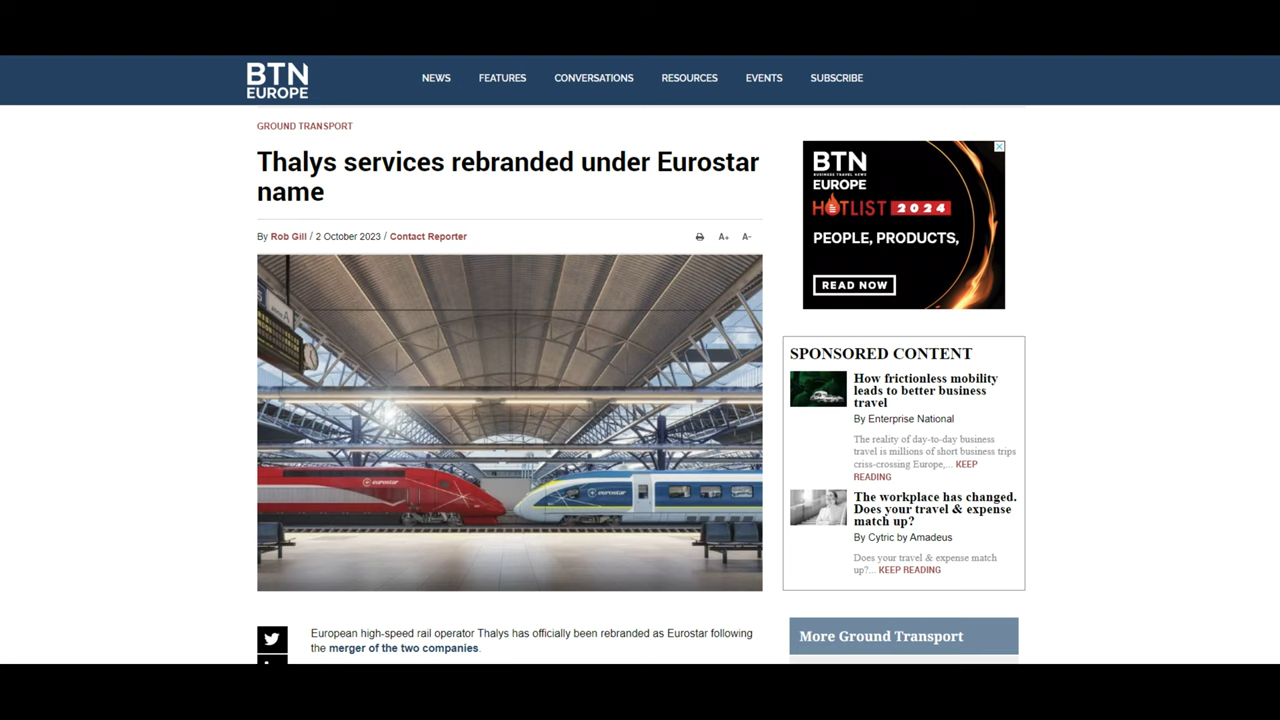 BTN
EUROPE
NEWS
FEATURES
CONVERSATIONS
RESOURCES
EVENTS
SUBSCRIBE
GROUND TRANSPORT
Thalys services rebranded under Eurostar
name
By Rob Gill / 2 October 2023 / Contact Reporter
A+
A-
eurostar
eurostar
European high-speed rail operator Thalys has officially been rebranded as Eurostar following
the merger of the two companies.
BTN
BUSINESS TRAVEL NEWS
EUROPE
HOTLIST 2024
PEOPLE, PRODUCTS,
READ NOW
SPONSORED CONTENT
How frictionless mobility
leads to better business
travel
By Enterprise National
The reality of day-to-day business
travel is millions of short business trips
criss-crossing Europe,... KEEP
READING
The workplace has changed.
Does your travel & expense
match up?
By Cytric by Amadeus
Does your travel & expense match
up?... KEEP READING
More Ground Transport